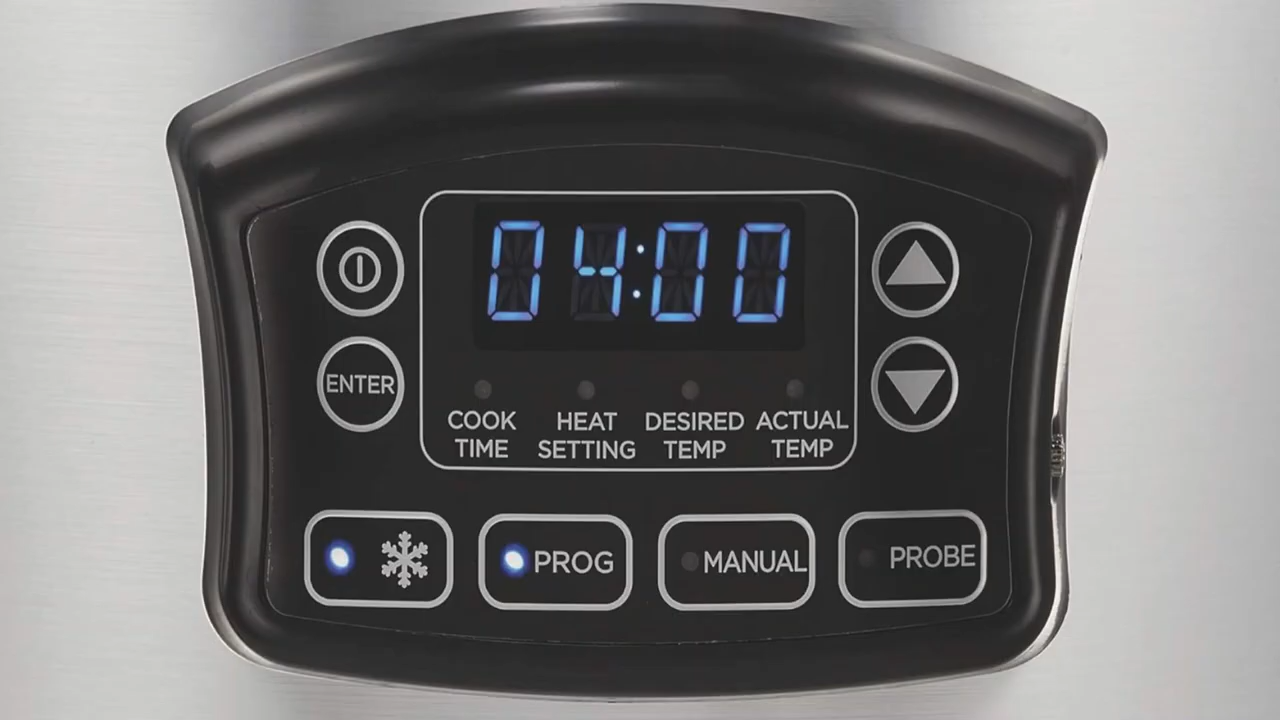 04:00
ENTER
COOK TIME
HEAT SETTING
DESIRED TEMP
ACTUAL TEMP
PROG
MANUAL
PROBE